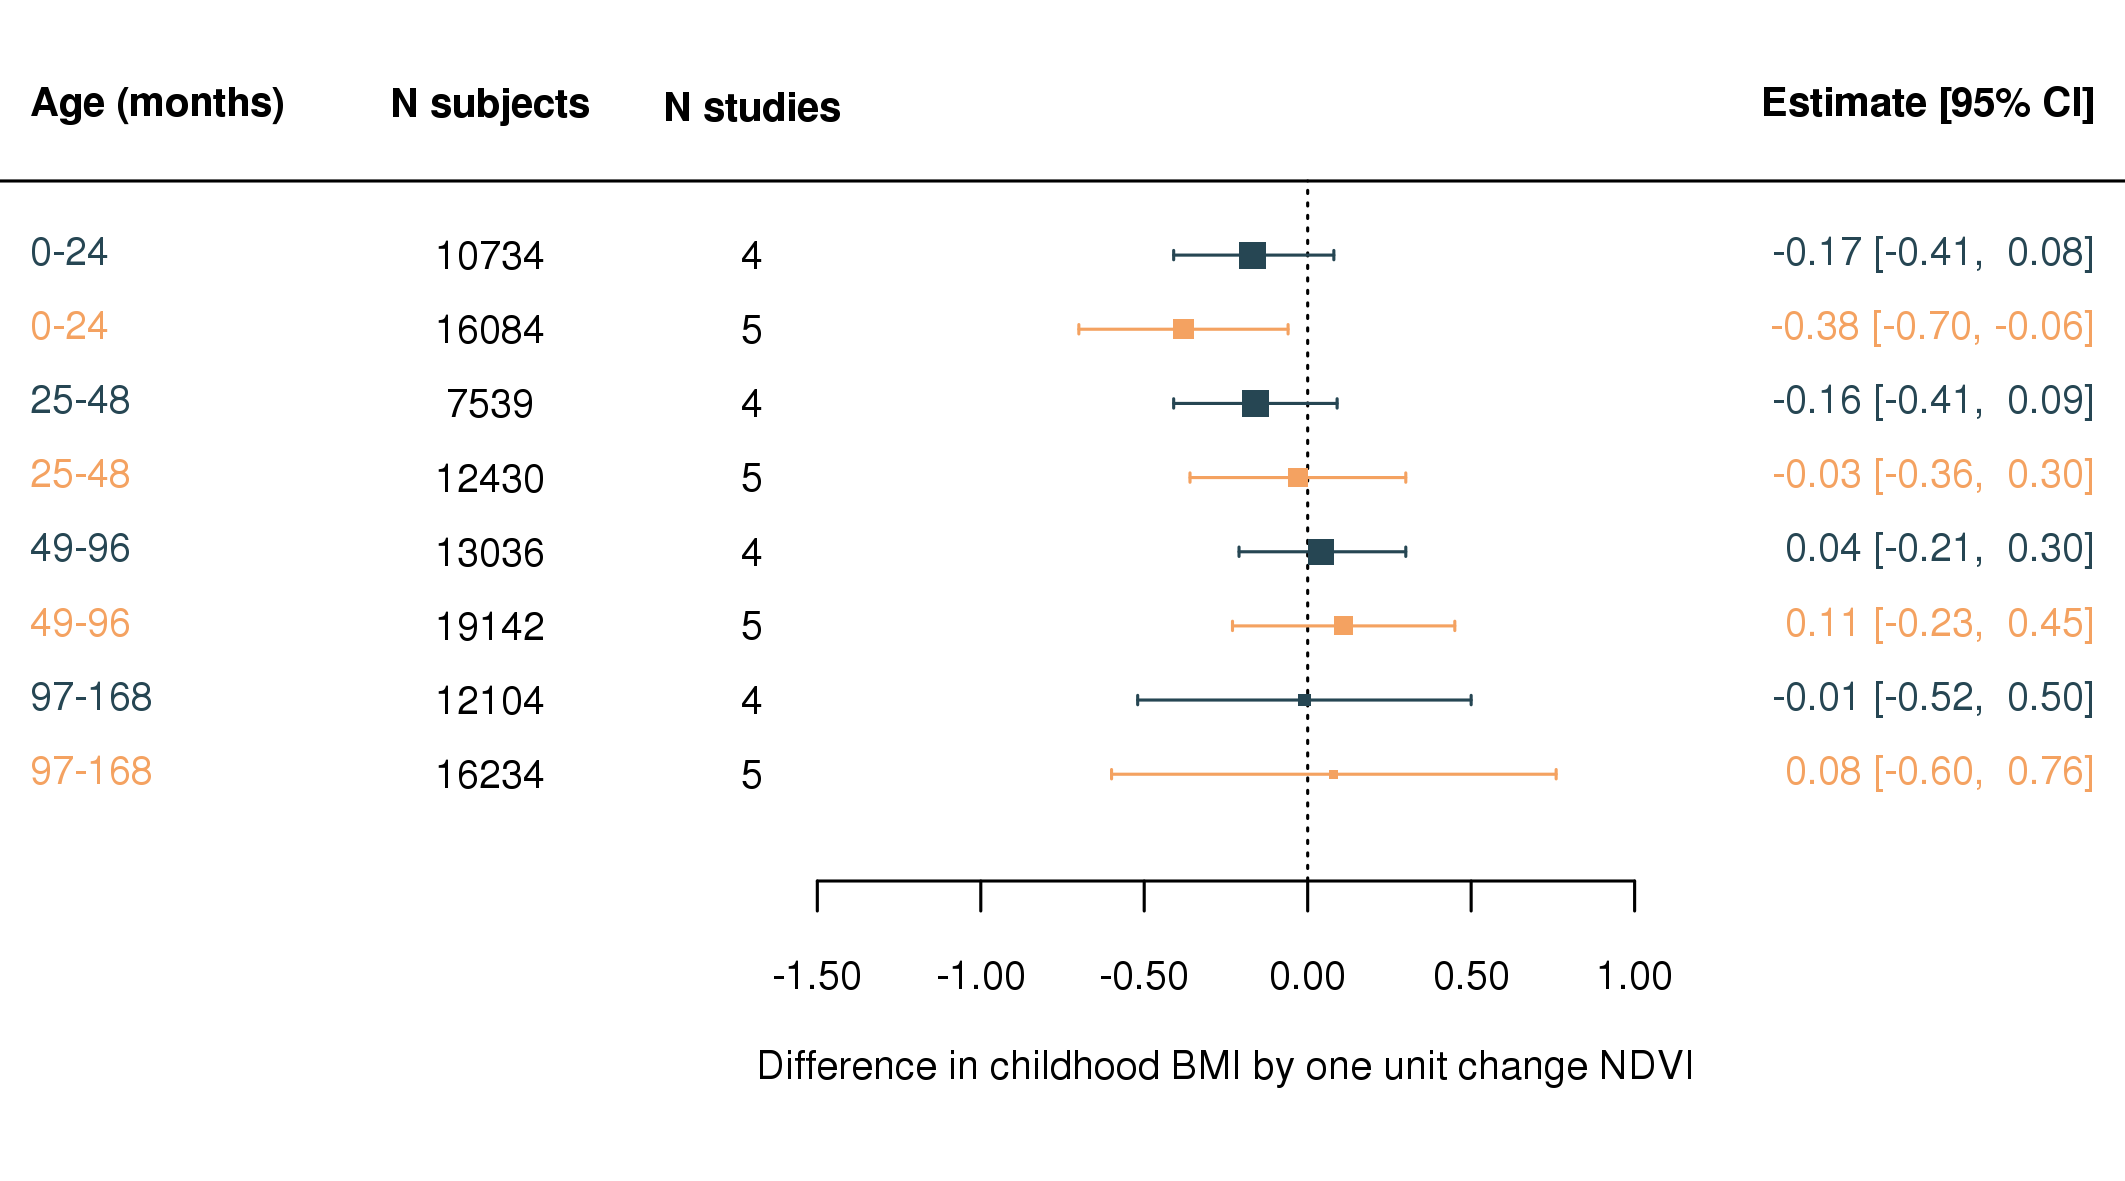 Age (months) N subjects N studies Estimate [95% CI]
0-24 10734 4 -0.17 [-0.41, 0.08]
0-24 16084 5 -0.38 [-0.70, -0.06]
25-48 7539 4 -0.16 [-0.41, 0.09]
25-48 12430 5 -0.03 [-0.36, 0.30]
49-96 13036 4 0.04 [-0.21, 0.30]
49-96 19142 5 0.11 [-0.23, 0.45]
97-168 12104 4 -0.01 [-0.52, 0.50]
97-168 16234 5 0.08 [-0.60, 0.76]
-1.50 -1.00 -0.50 0.00 0.50 1.00
Difference in childhood BMI by one unit change NDVI